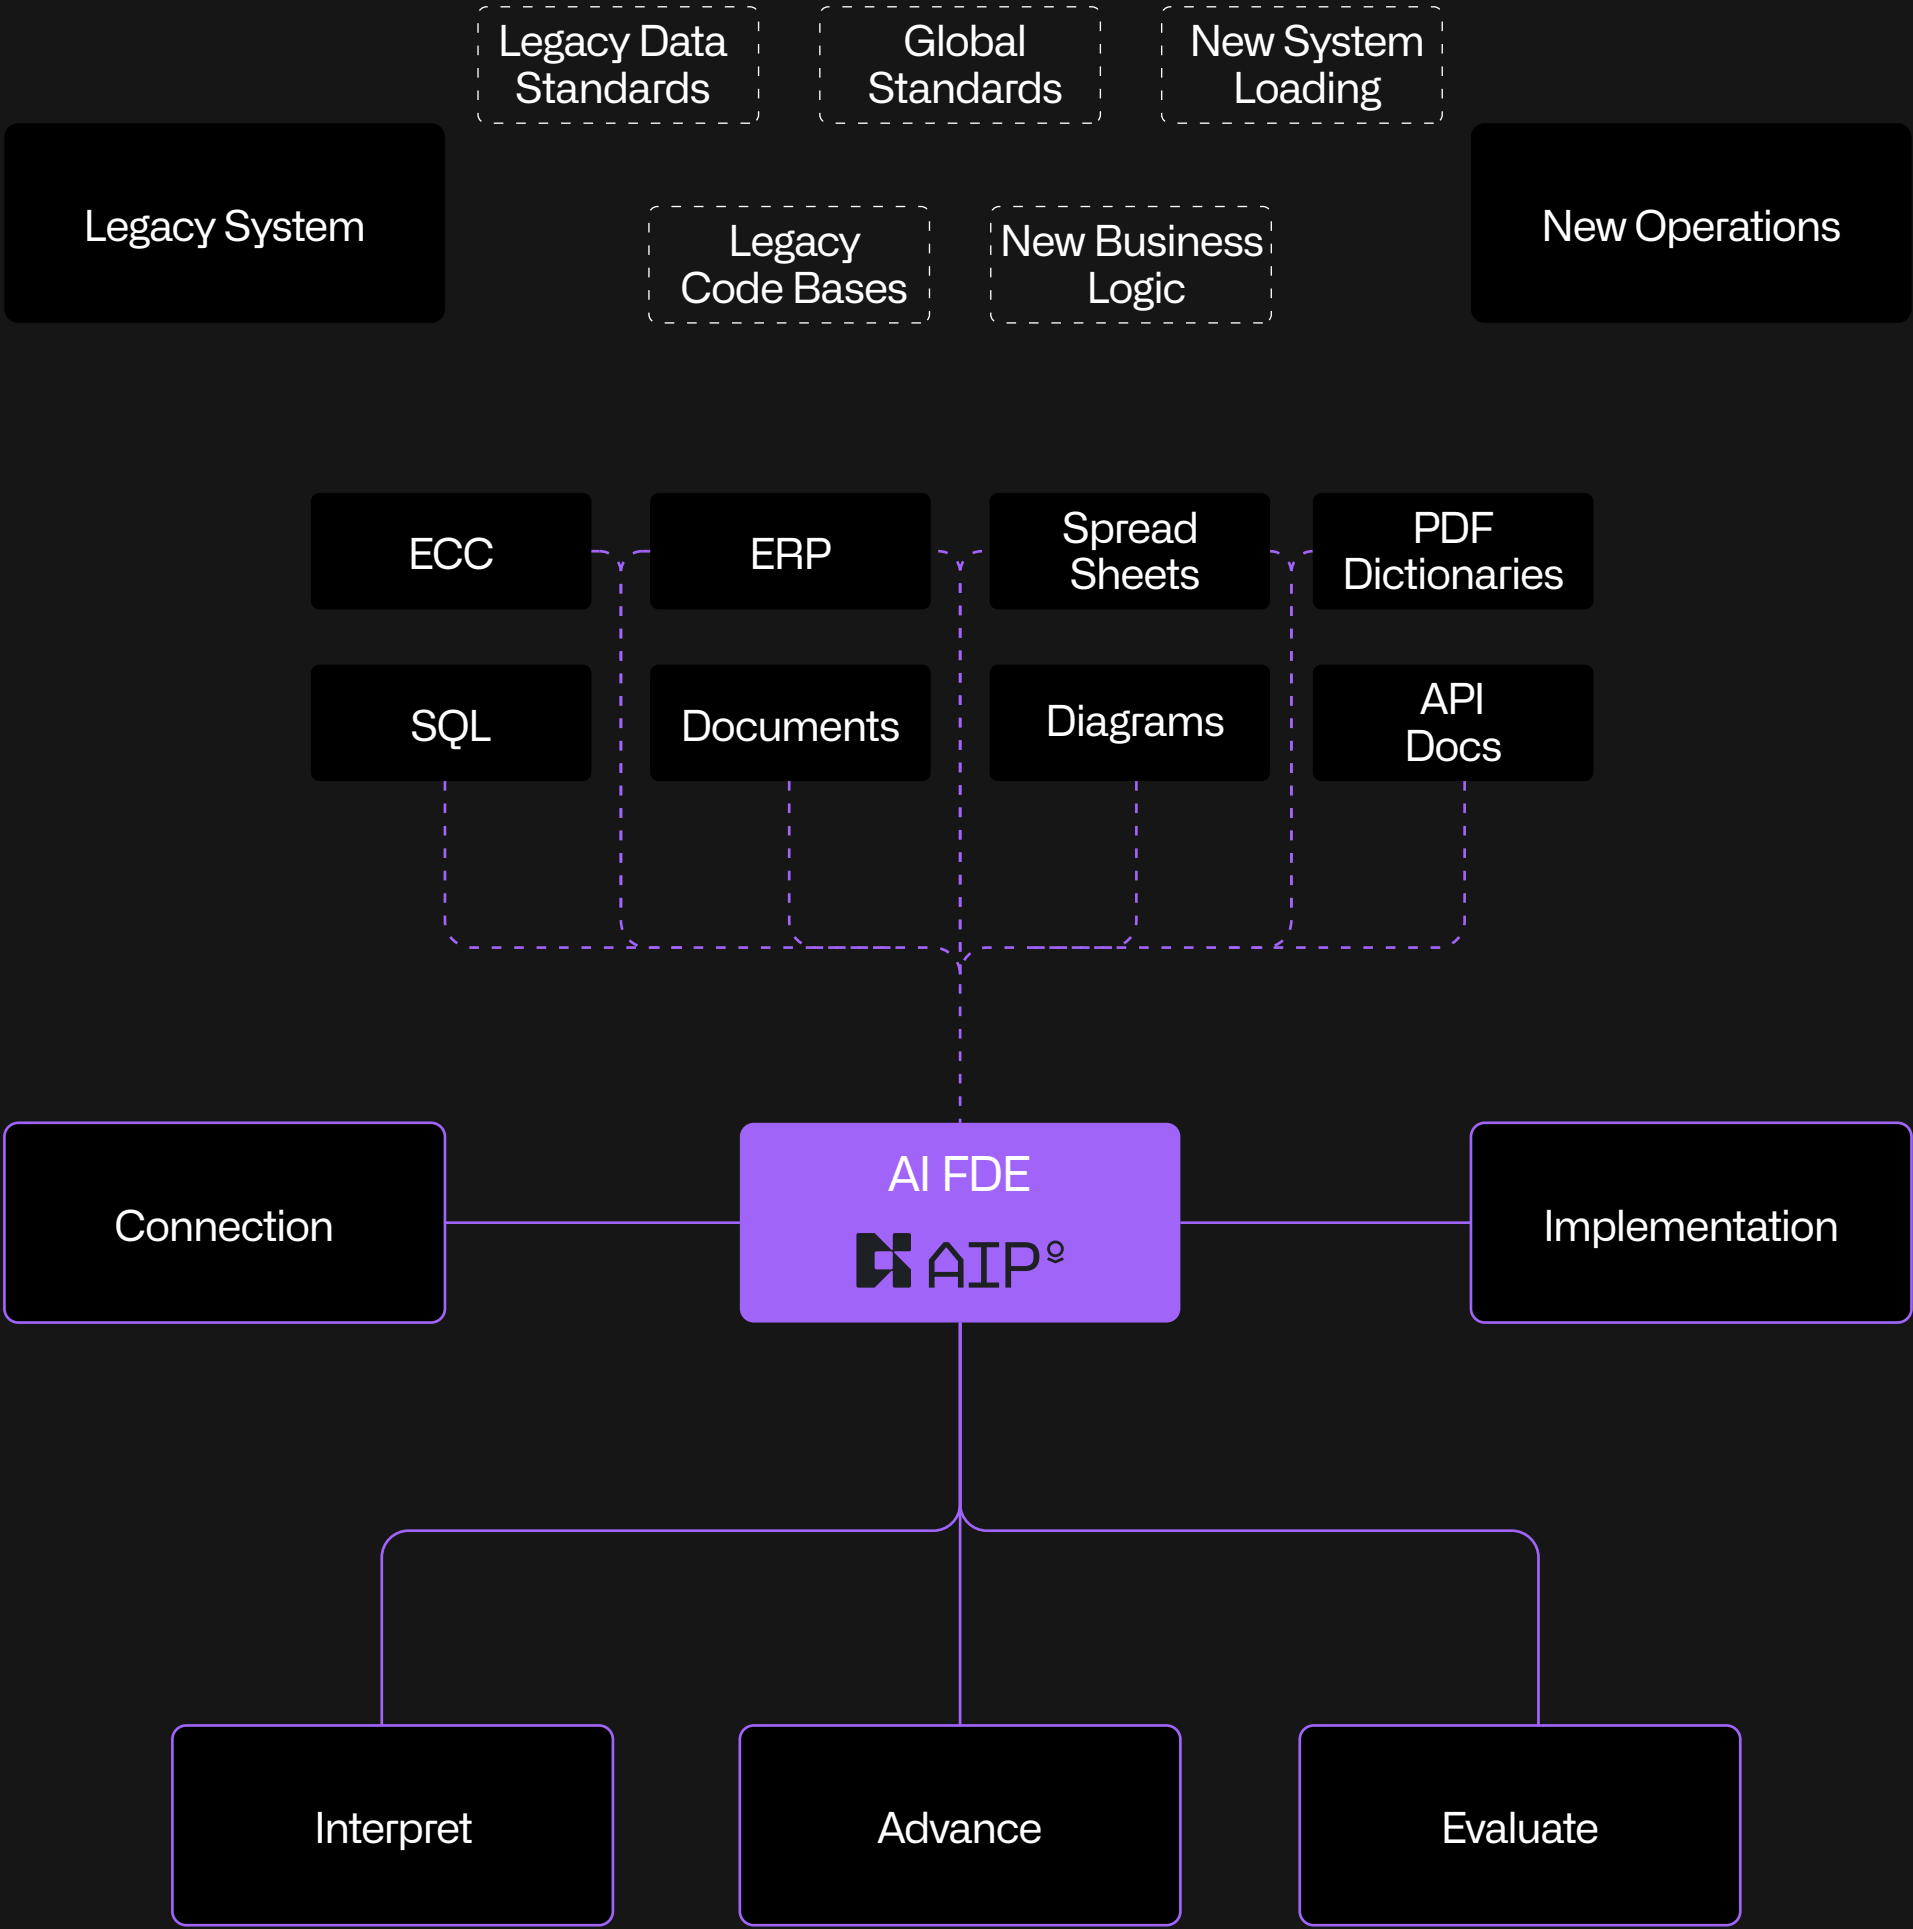 Legacy Data
Standards
Global
Standards
New System
Loading
Legacy System
New Operations
Legacy
Code Bases
New Business
Logic
ECC
ERP
Spread
Sheets
PDF
Dictionaries
SQL
Documents
Diagrams
API
Docs
Connection
AI FDE
AIP
Implementation
Interpret
Advance
Evaluate